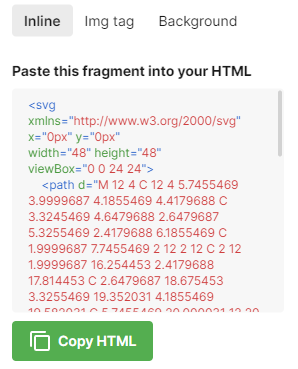 Inline Img tag Background
Paste this fragment into your HTML
<svg
xmlns="http://www.w3.org/2000/svg"
x="0px" y="0px"
width="48" height="48"
viewBox="0 0 24 24">
<path d="M 12 4 C 12 4 5.7455469
3.9999687 4.1855469 4.4179688 C
3.3245469 4.6479688 2.6479687
5.3255469 2.4179688 6.1855469 C
1.9999687 7.7455469 2 12 2 12 C 2 12
1.9999687 16.254453 2.4179688
17.814453 C 2.6479687 18.675453
3.3255469 19.352031 4.1855469
19.582031 C 5.7455469 20.000031 12 20
Copy HTML